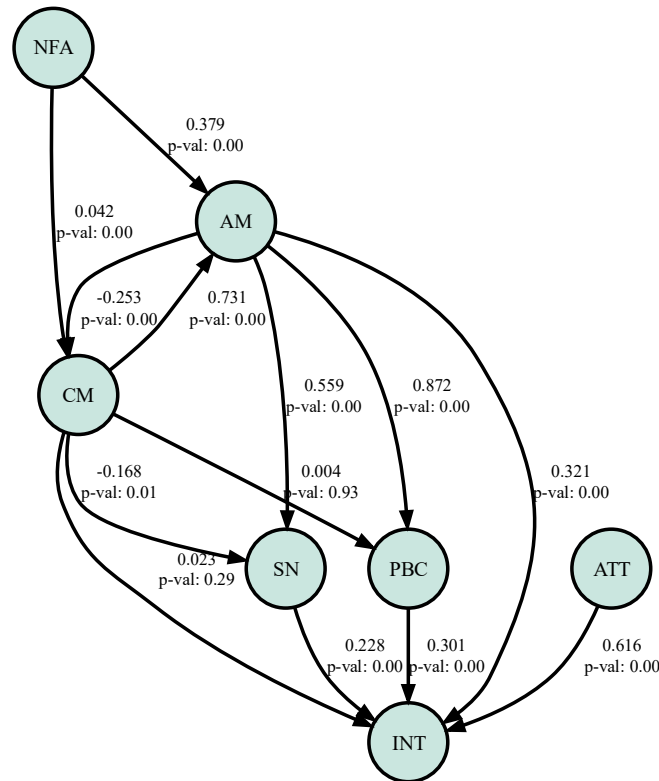 NFA
0.379
p-val: 0.00
0.042
p-val: 0.00
AM
-0.253
p-val: 0.00
0.731
p-val: 0.00
CM
0.559
p-val: 0.00
0.872
p-val: 0.00
-0.168
p-val: 0.01
0.004
p-val: 0.93
0.321
p-val: 0.00
0.023
p-val: 0.29
SN
PBC
ATT
0.228
p-val: 0.00
0.301
p-val: 0.00
0.616
p-val: 0.00
INT